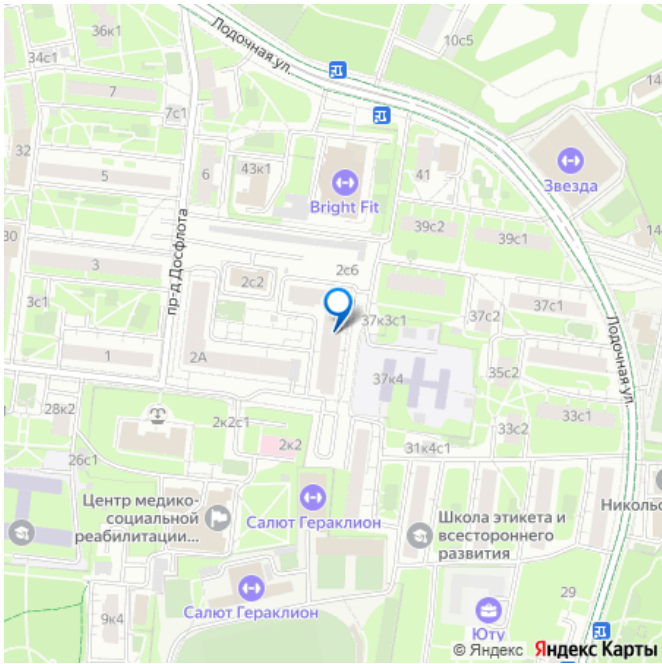 36к1
34с1
Лодочная ул.
10с5
7
7с1
14
32
5
6
43к1
41
Bright Fit
Звезда
39с2
39с1
14
30
пр-д Досфлота
3
2с2
2с6
3с1
37к3с1
37с2
37с1
Лодочная ул.
1
2А
37к4
35с2
28к2
2к2с1
33с2
33с1
26с1
2к2
31к4с1
Центр медико-
социальной
реабилитации...
Салют Гераклион
Школа этикета и
всестороннего
развития
Никольс
Салют Гераклион
9к4
Юту
29
© Яндекс Яндекс Карты